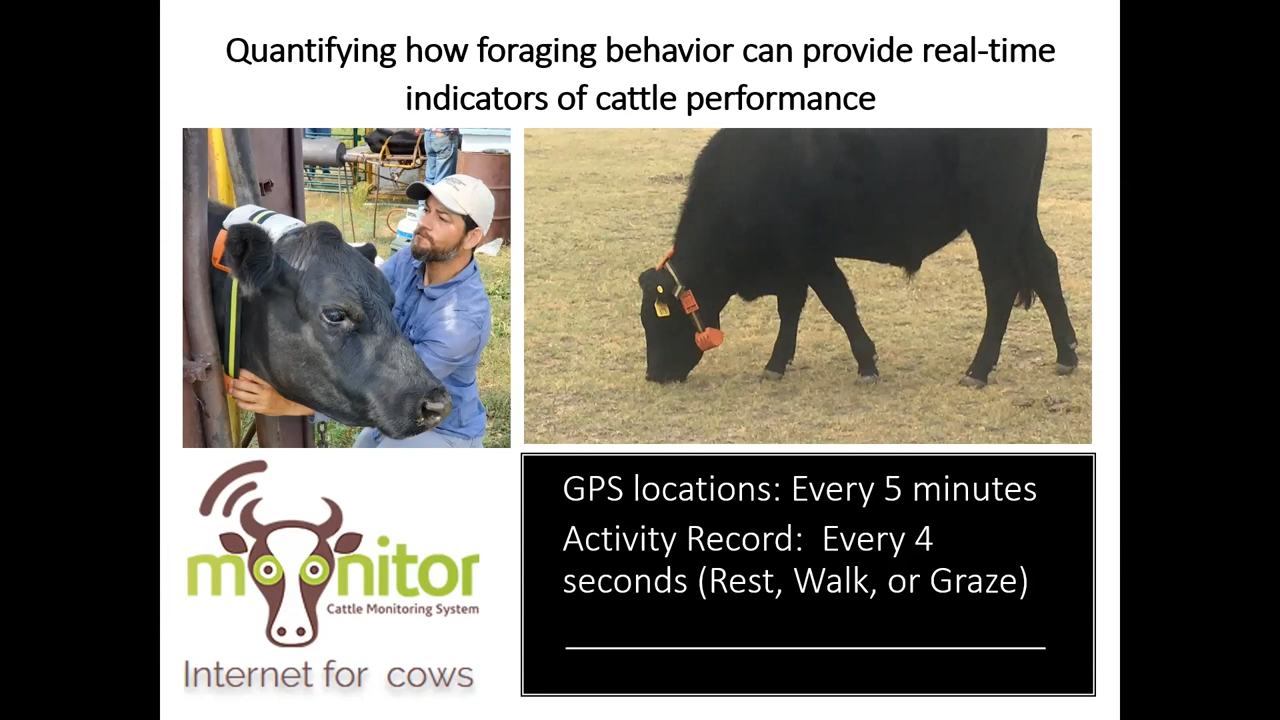 Quantifying how foraging behavior can provide real-time
indicators of cattle performance
moonitor
Cattle Monitoring System
Internet for cows
GPS locations: Every 5 minutes
Activity Record: Every 4
seconds (Rest, Walk, or Graze)